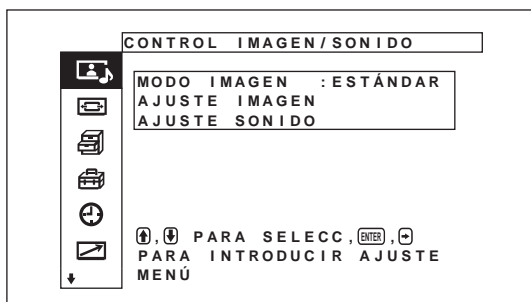 CONTROL IMAGEN/SONIDO
MODO IMAGEN :ESTÁNDAR
AJUSTE IMAGEN
AJUSTE SONIDO
, PARA SELECC, ENTER,
PARA INTRODUCIR AJUSTE
MENÚ